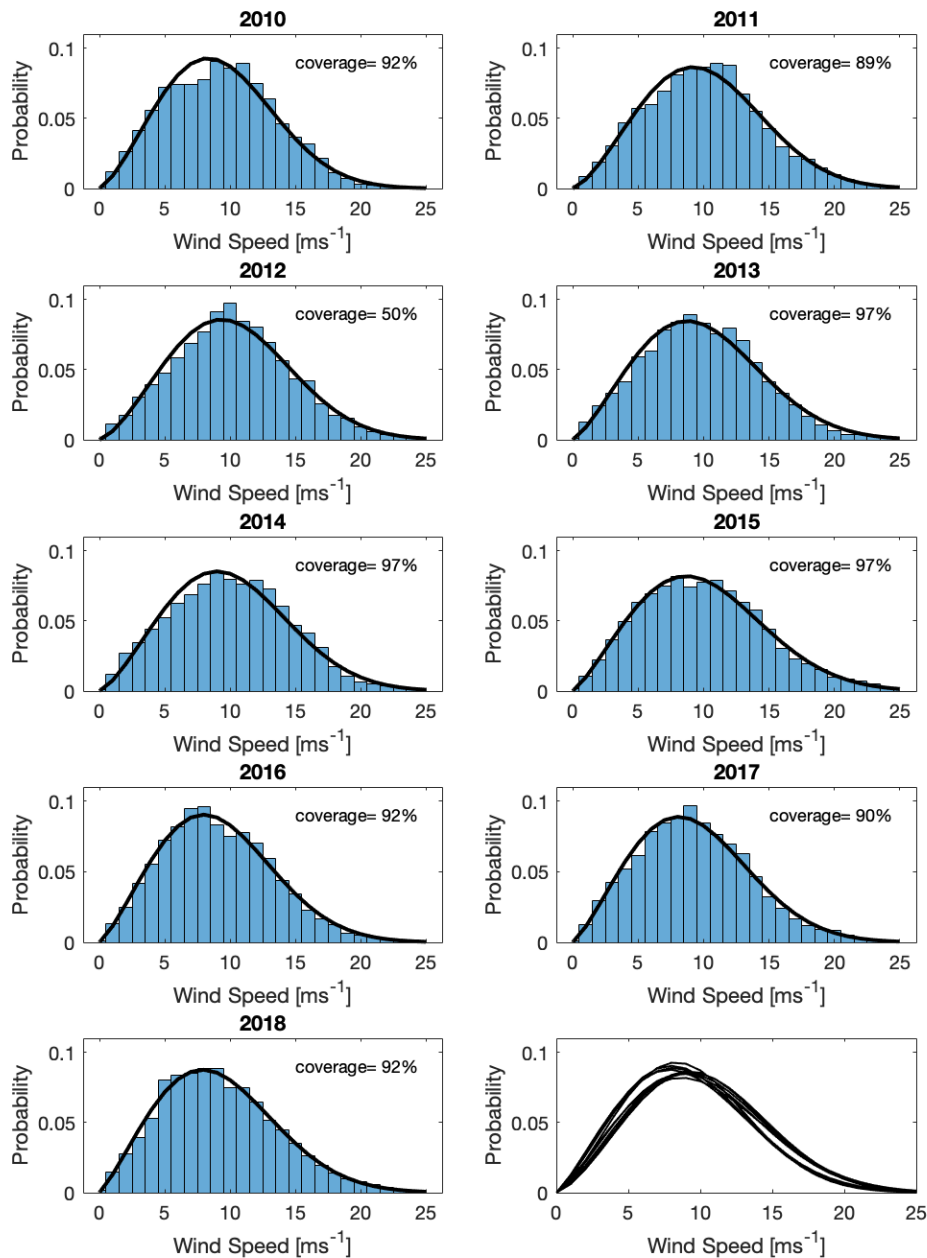 2010
coverage= 92%
Probability
0.1
0.05
0
0 5 10 15 20 25
Wind Speed [ms⁻¹]
2011
coverage= 89%
Probability
0.1
0.05
0
0 5 10 15 20 25
Wind Speed [ms⁻¹]
2012
coverage= 50%
Probability
0.1
0.05
0
0 5 10 15 20 25
Wind Speed [ms⁻¹]
2013
coverage= 97%
Probability
0.1
0.05
0
0 5 10 15 20 25
Wind Speed [ms⁻¹]
2014
coverage= 97%
Probability
0.1
0.05
0
0 5 10 15 20 25
Wind Speed [ms⁻¹]
2015
coverage= 97%
Probability
0.1
0.05
0
0 5 10 15 20 25
Wind Speed [ms⁻¹]
2016
coverage= 92%
Probability
0.1
0.05
0
0 5 10 15 20 25
Wind Speed [ms⁻¹]
2017
coverage= 90%
Probability
0.1
0.05
0
0 5 10 15 20 25
Wind Speed [ms⁻¹]
2018
coverage= 92%
Probability
0.1
0.05
0
0 5 10 15 20 25
Wind Speed [ms⁻¹]
Probability
0.1
0.05
0
0 5 10 15 20 25
Wind Speed [ms⁻¹]